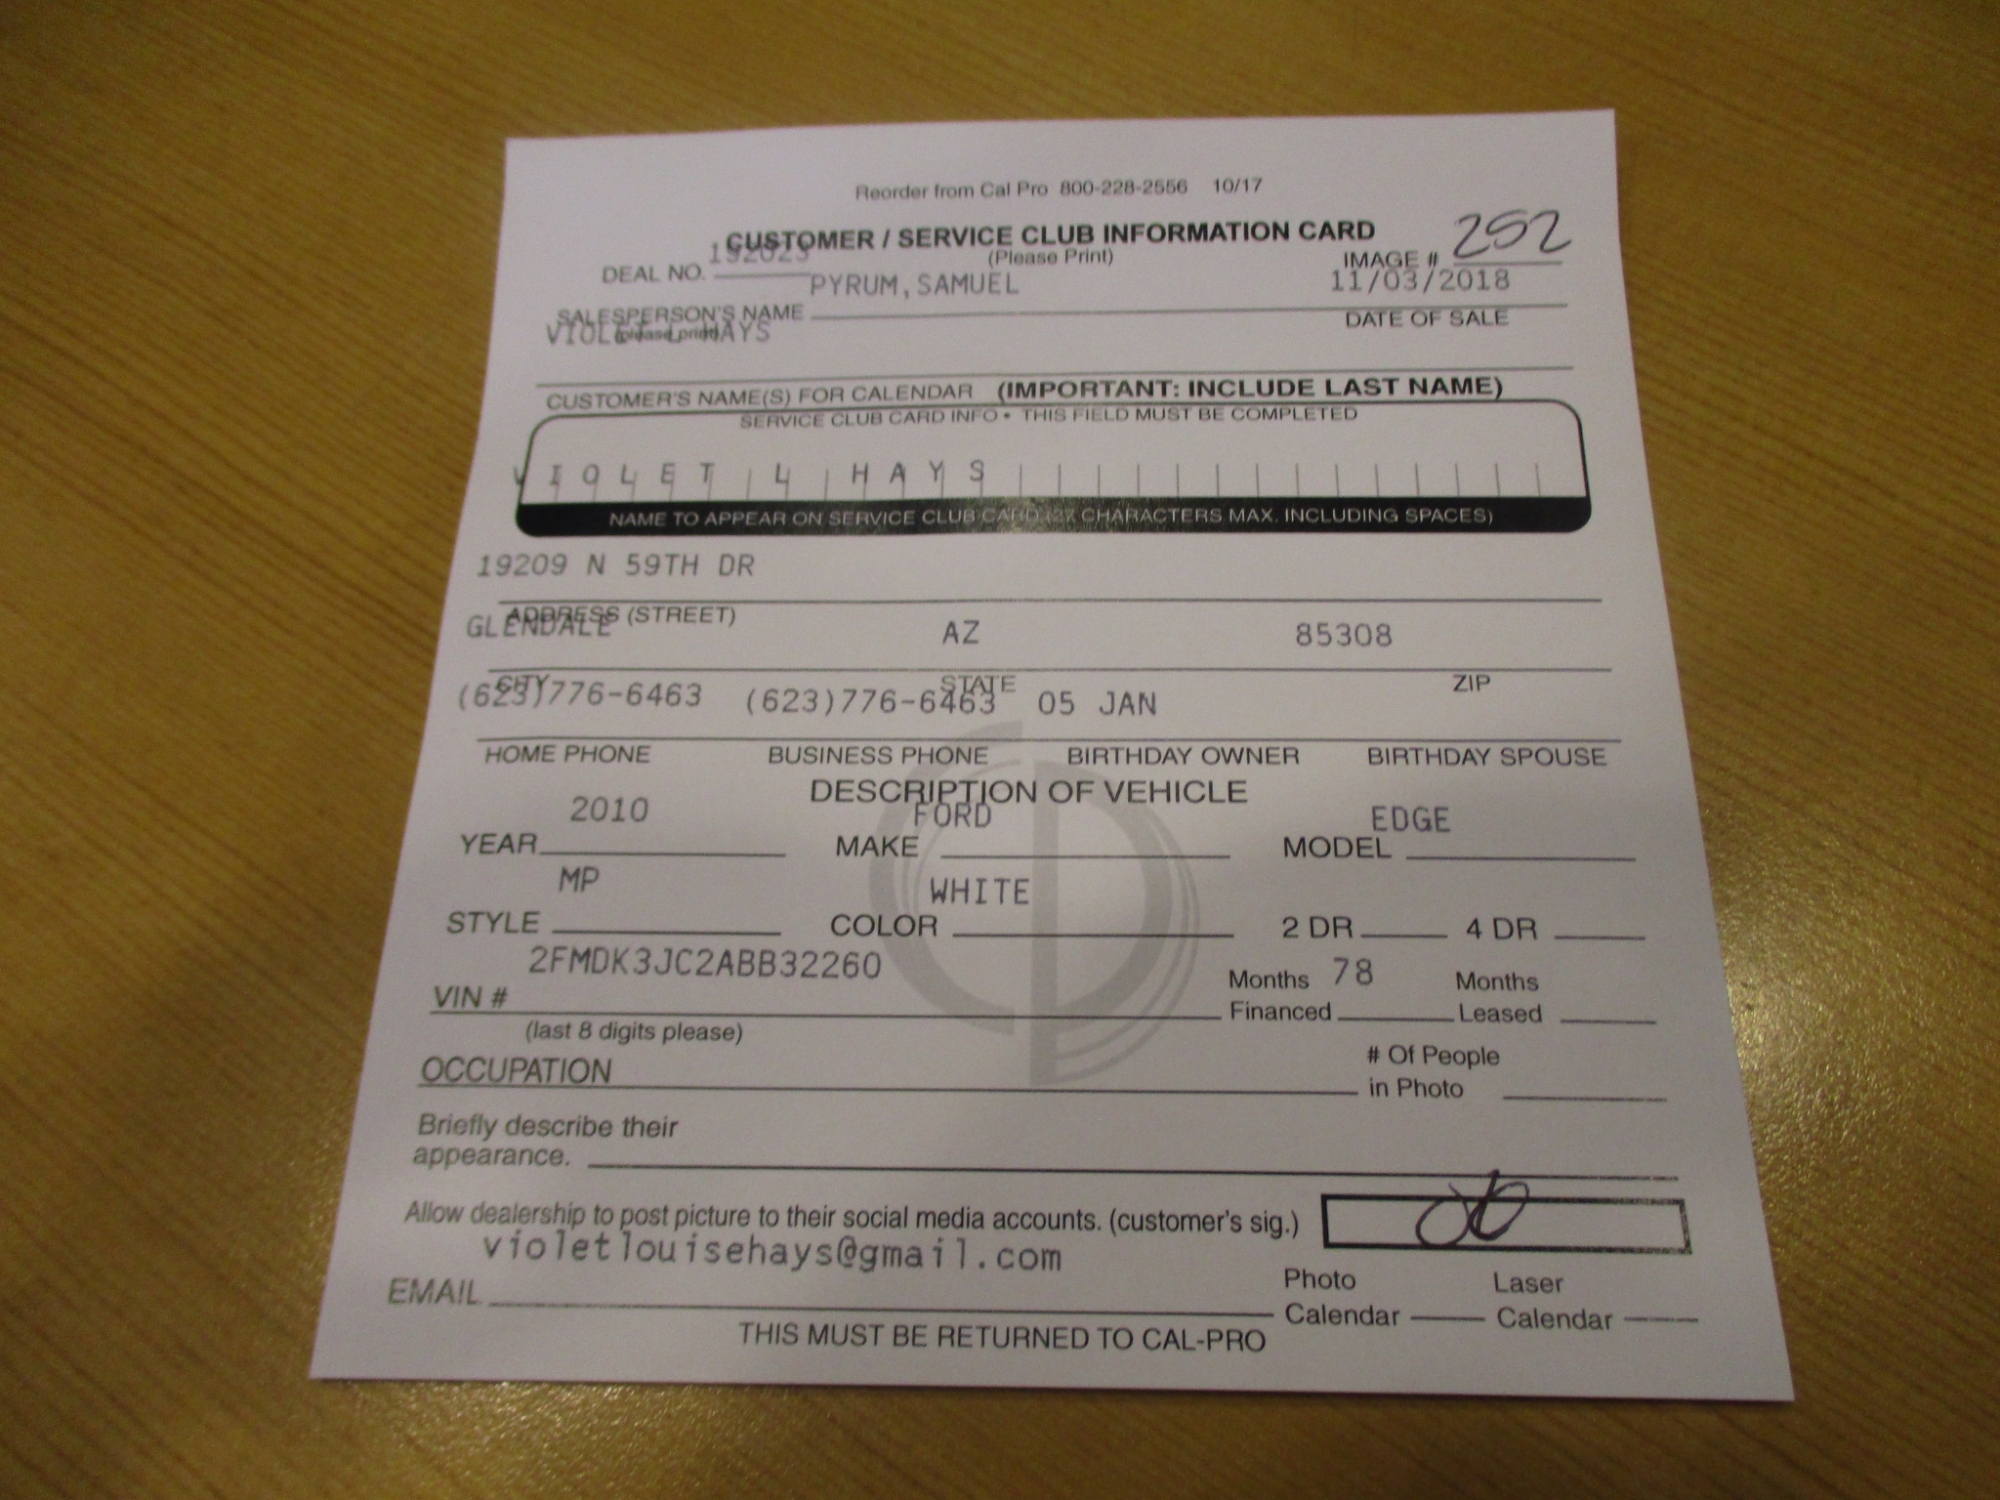 Reorder from Cal Pro 800-228-2556 10/17
CUSTOMER / SERVICE CLUB INFORMATION CARD
(Please Print)
DEAL NO. 192023
IMAGE # 252
PYRUM, SAMUEL 11/03/2018
SALESPERSON'S NAME DATE OF SALE
(please print)
VIOLET L HAYS
CUSTOMER'S NAME(S) FOR CALENDAR (IMPORTANT: INCLUDE LAST NAME)
SERVICE CLUB CARD INFO • THIS FIELD MUST BE COMPLETED
VIOLET L HAYS
NAME TO APPEAR ON SERVICE CLUB CARD (27 CHARACTERS MAX. INCLUDING SPACES)
19209 N 59TH DR
ADDRESS (STREET)
GLENDALE AZ 85308
CITY STATE ZIP
(623)776-6463 (623)776-6463 05 JAN
HOME PHONE BUSINESS PHONE BIRTHDAY OWNER BIRTHDAY SPOUSE
DESCRIPTION OF VEHICLE
2010 FORD EDGE
YEAR MAKE MODEL
MP WHITE
STYLE COLOR 2 DR 4 DR
2FMDK3JC2ABB32260
VIN #
(last 8 digits please)
Months Financed 78 Months Leased
OCCUPATION
# Of People
in Photo
Briefly describe their
appearance.
Allow dealership to post picture to their social media accounts. (customer's sig.)
violetlouisehays@gmail.com
EMAIL
Photo Calendar Laser Calendar
THIS MUST BE RETURNED TO CAL-PRO